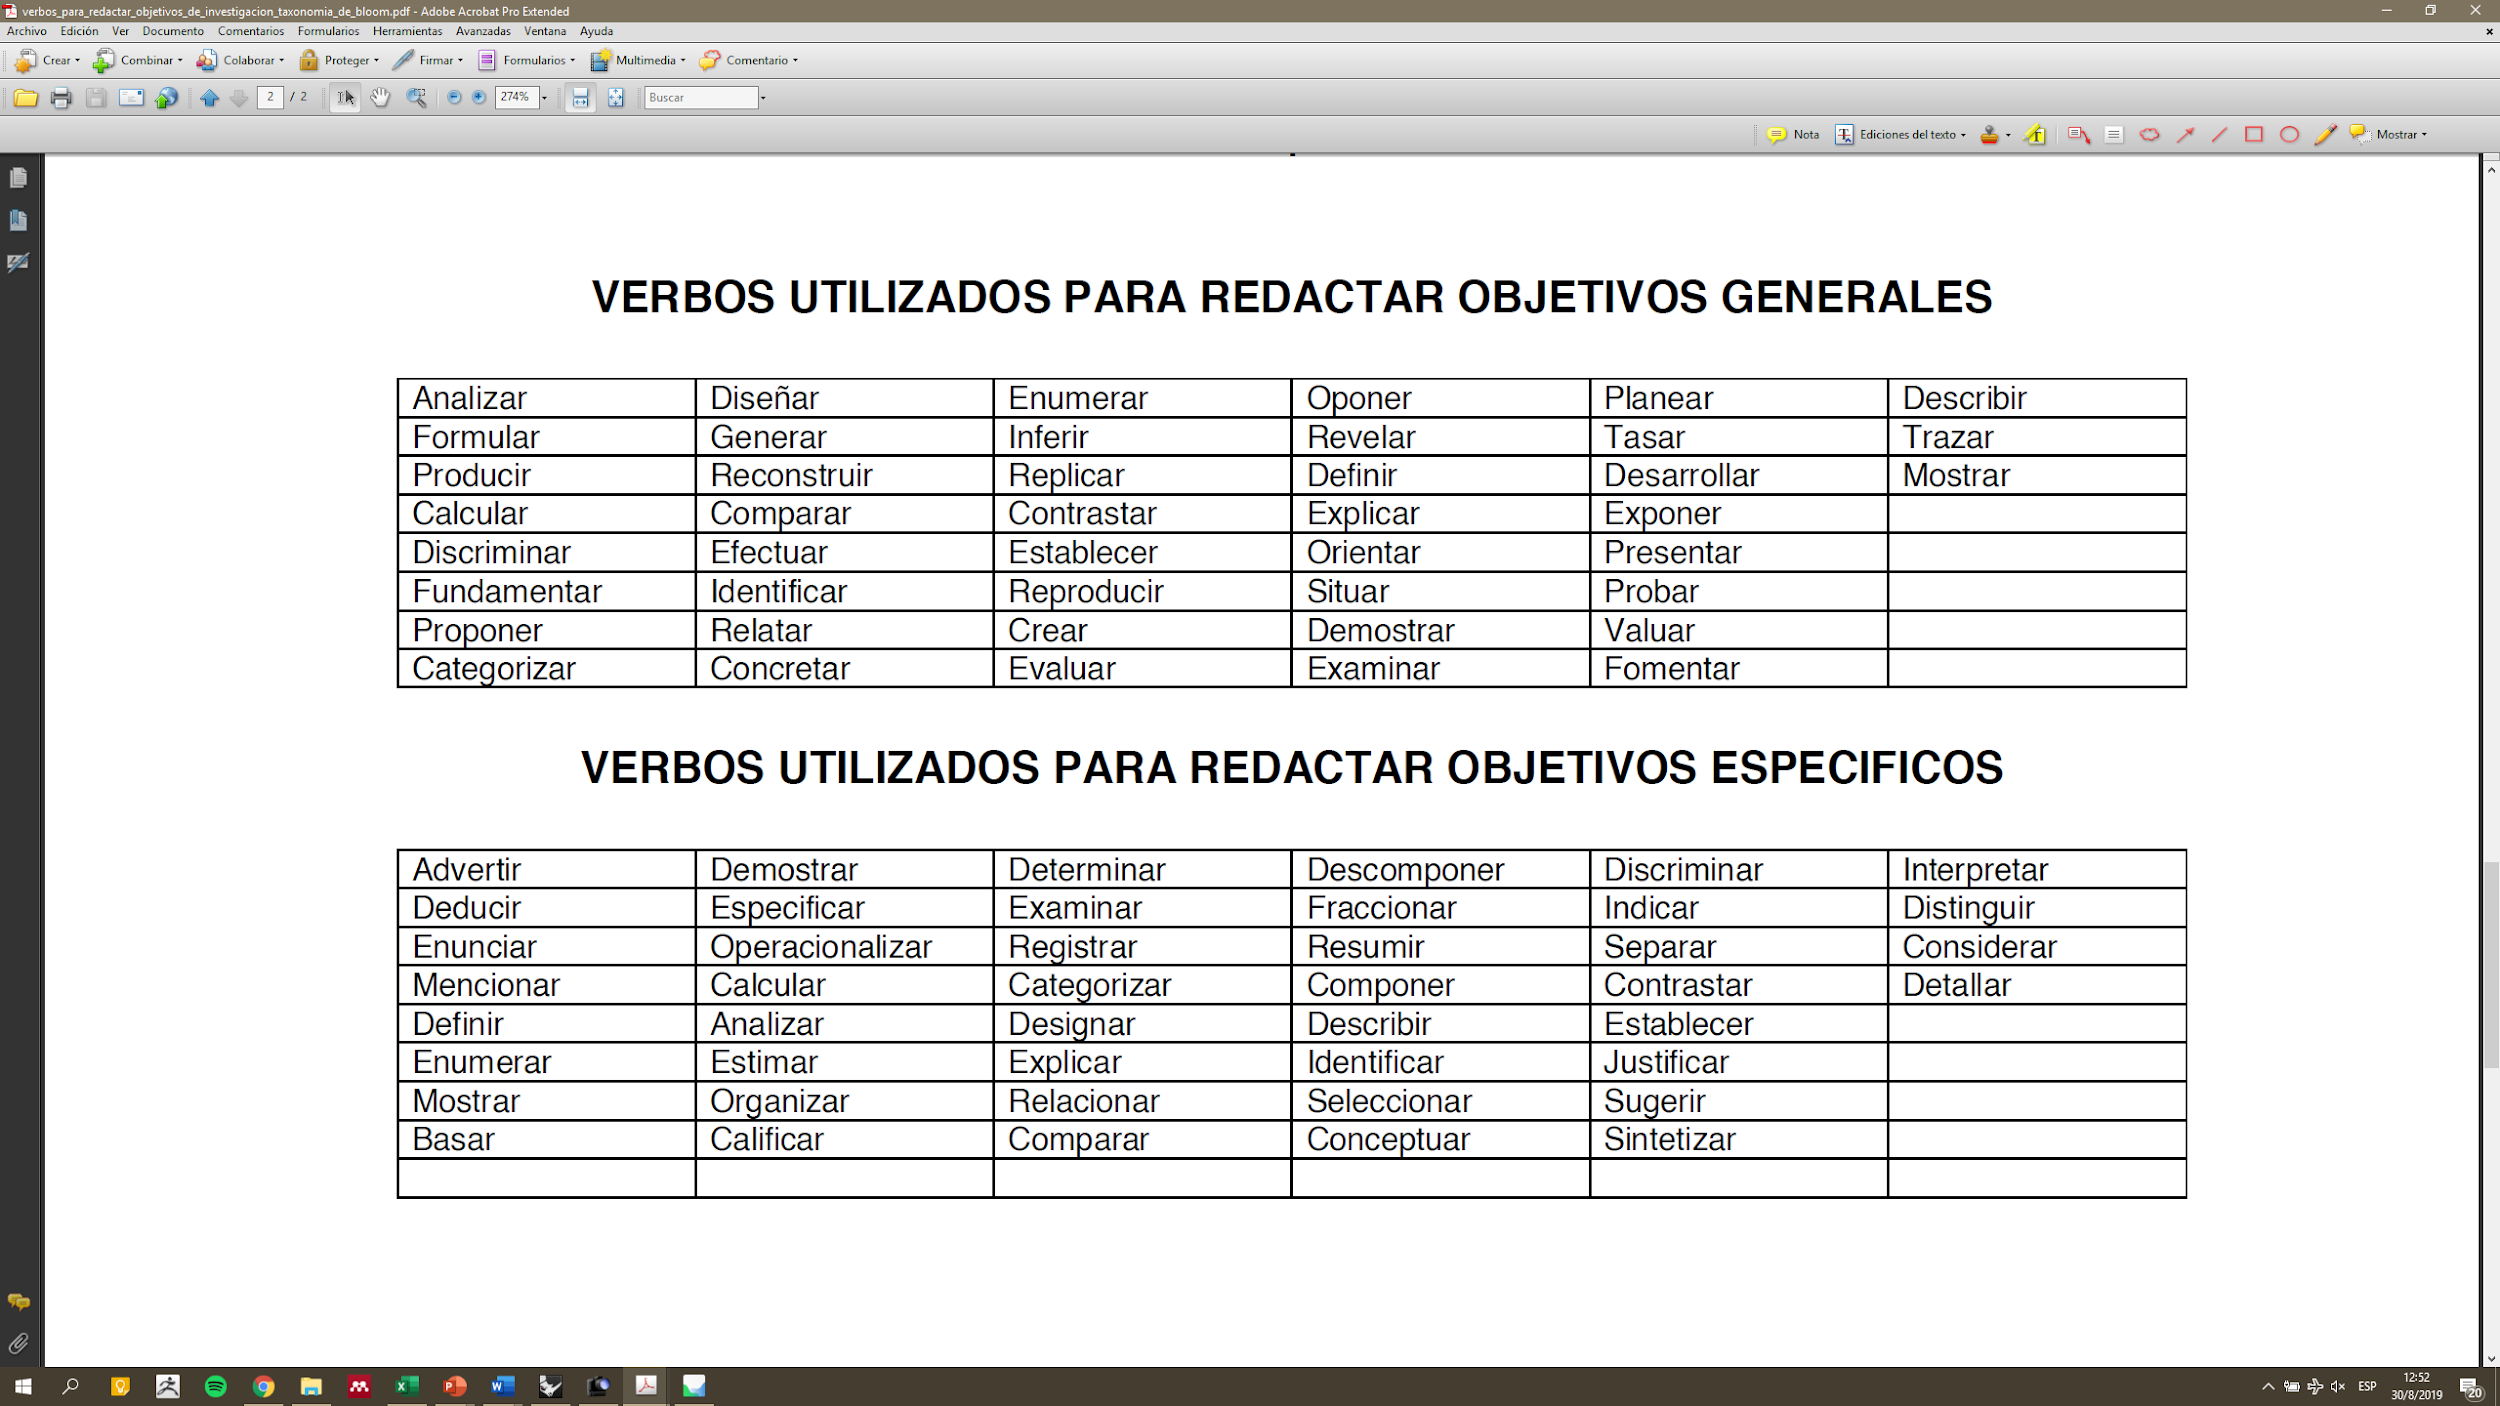 verbos_para_redactar_objetivos_de_investigacion_taxonomia_de_bloom.pdf - Adobe Acrobat Pro Extended
Archivo Edición Ver Documento Comentarios Formularios Herramientas Avanzadas Ventana Ayuda
Crear Combinar Colaborar Proteger Firmar Formularios Multimedia Comentario
2 / 2 274% Buscar
Nota Ediciones del texto Mostrar
VERBOS UTILIZADOS PARA REDACTAR OBJETIVOS GENERALES
Analizar Diseñar Enumerar Oponer Planear Describir
Formular Generar Inferir Revelar Tasar Trazar
Producir Reconstruir Replicar Definir Desarrollar Mostrar
Calcular Comparar Contrastar Explicar Exponer
Discriminar Efectuar Establecer Orientar Presentar
Fundamentar Identificar Reproducir Situar Probar
Proponer Relatar Crear Demostrar Valuar
Categorizar Concretar Evaluar Examinar Fomentar
VERBOS UTILIZADOS PARA REDACTAR OBJETIVOS ESPECIFICOS
Advertir Demostrar Determinar Descomponer Discriminar Interpretar
Deducir Especificar Examinar Fraccionar Indicar Distinguir
Enunciar Operacionalizar Registrar Resumir Separar Considerar
Mencionar Calcular Categorizar Componer Contrastar Detallar
Definir Analizar Designar Describir Establecer
Enumerar Estimar Explicar Identificar Justificar
Mostrar Organizar Relacionar Seleccionar Sugerir
Basar Calificar Comparar Conceptuar Sintetizar
ESP 12:52
30/8/2019 20